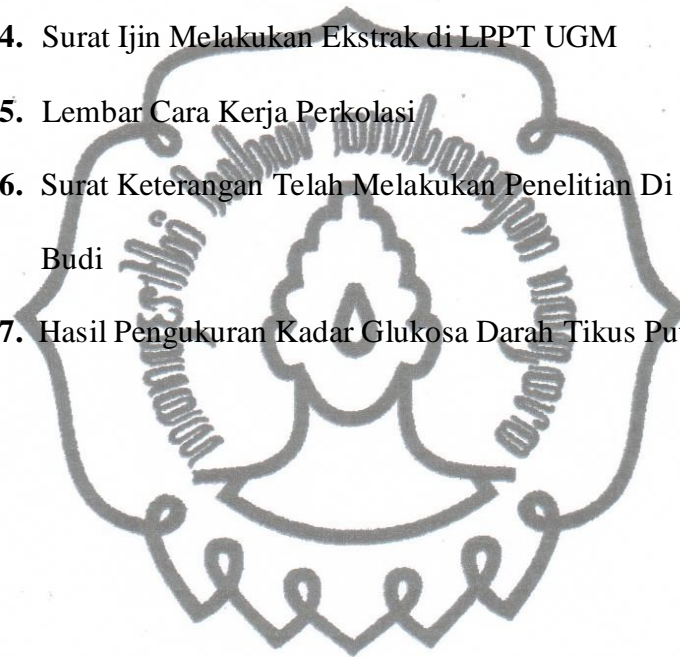 4. Surat Ijin Melakukan Ekstrak di LPPT UGM
5. Lembar Cara Kerja Perkolasi
6. Surat Keterangan Telah Melakukan Penelitian Di
Budi
7. Hasil Pengukuran Kadar Glukosa Darah Tikus Pu